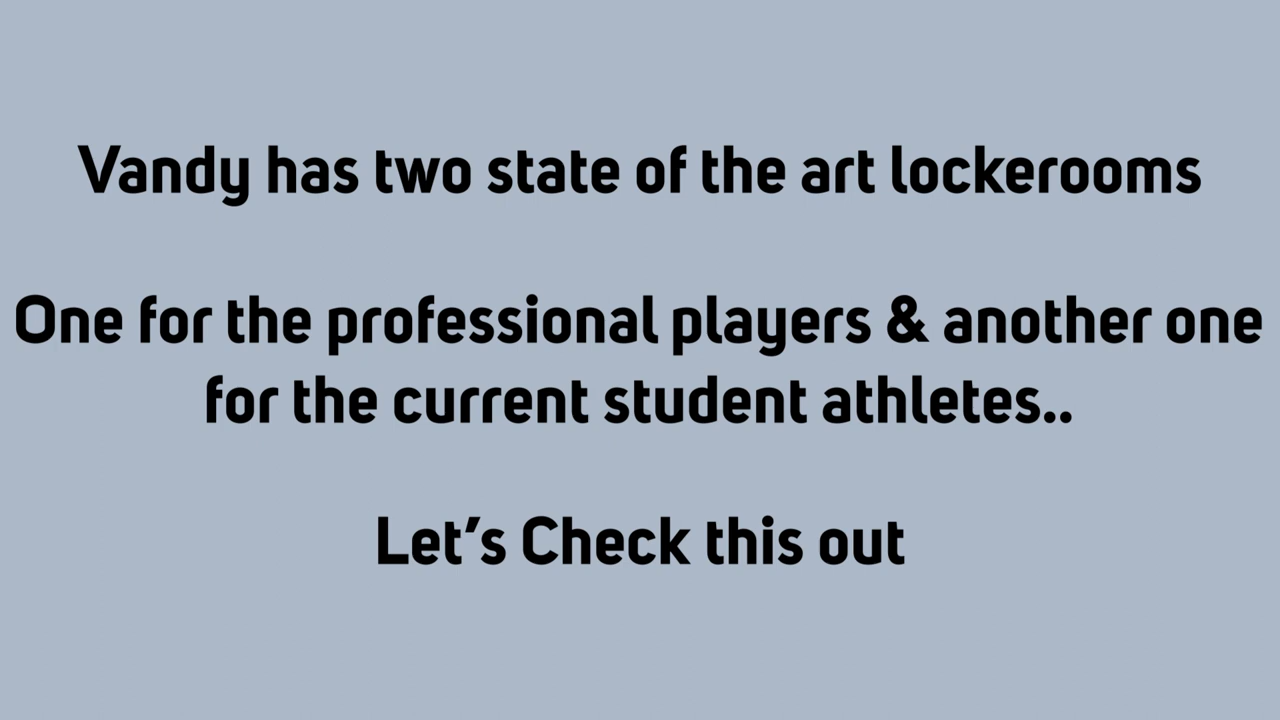 Vandy has two state of the art lockerooms
One for the professional players & another one
for the current student athletes..
Let's Check this out